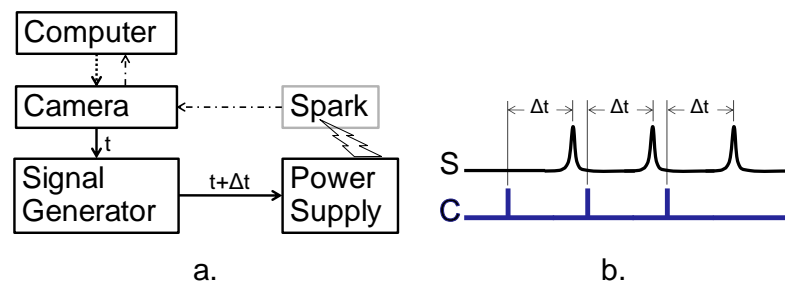 Computer
Camera
Spark
t
Signal
Generator
t+Δt
Power
Supply
a.
Δt Δt Δt
S
C
b.